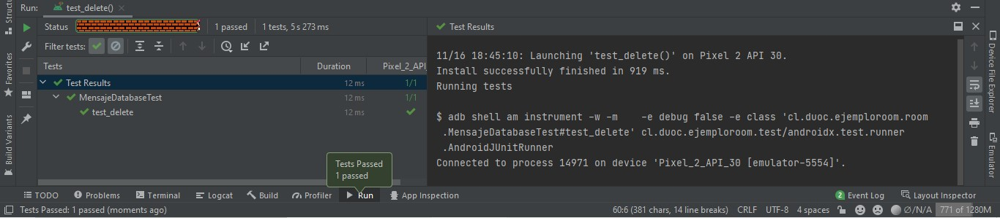 Run: test_delete()
Status 1 passed 1 tests, 5 s 273 ms
Filter tests:
Tests Duration Pixel_2_API_
Test Results 12 ms 1/1
MensajeDatabaseTest 12 ms 1/1
test_delete 12 ms
Test Results
11/16 18:45:10: Launching 'test_delete()' on Pixel 2 API 30.
Install successfully finished in 919 ms.
Running tests
$ adb shell am instrument -w -m    -e debug false -e class 'cl.duoc.ejemploroom.room
.MensajeDatabaseTest#test_delete' cl.duoc.ejemploroom.test/androidx.test.runner
.AndroidJUnitRunner
Connected to process 14971 on device 'Pixel_2_API_30 [emulator-5554]'.
Tests Passed
1 passed
Favorites
Build Variants
Device File Explorer
Emulator
TODO Problems Terminal Logcat Build Profiler Run App Inspection 2 Event Log Layout Inspector
Tests Passed: 1 passed (moments ago) 60:6 (381 chars, 14 line breaks) CRLF UTF-8 4 spaces Ø/N/A 771 of 1280M